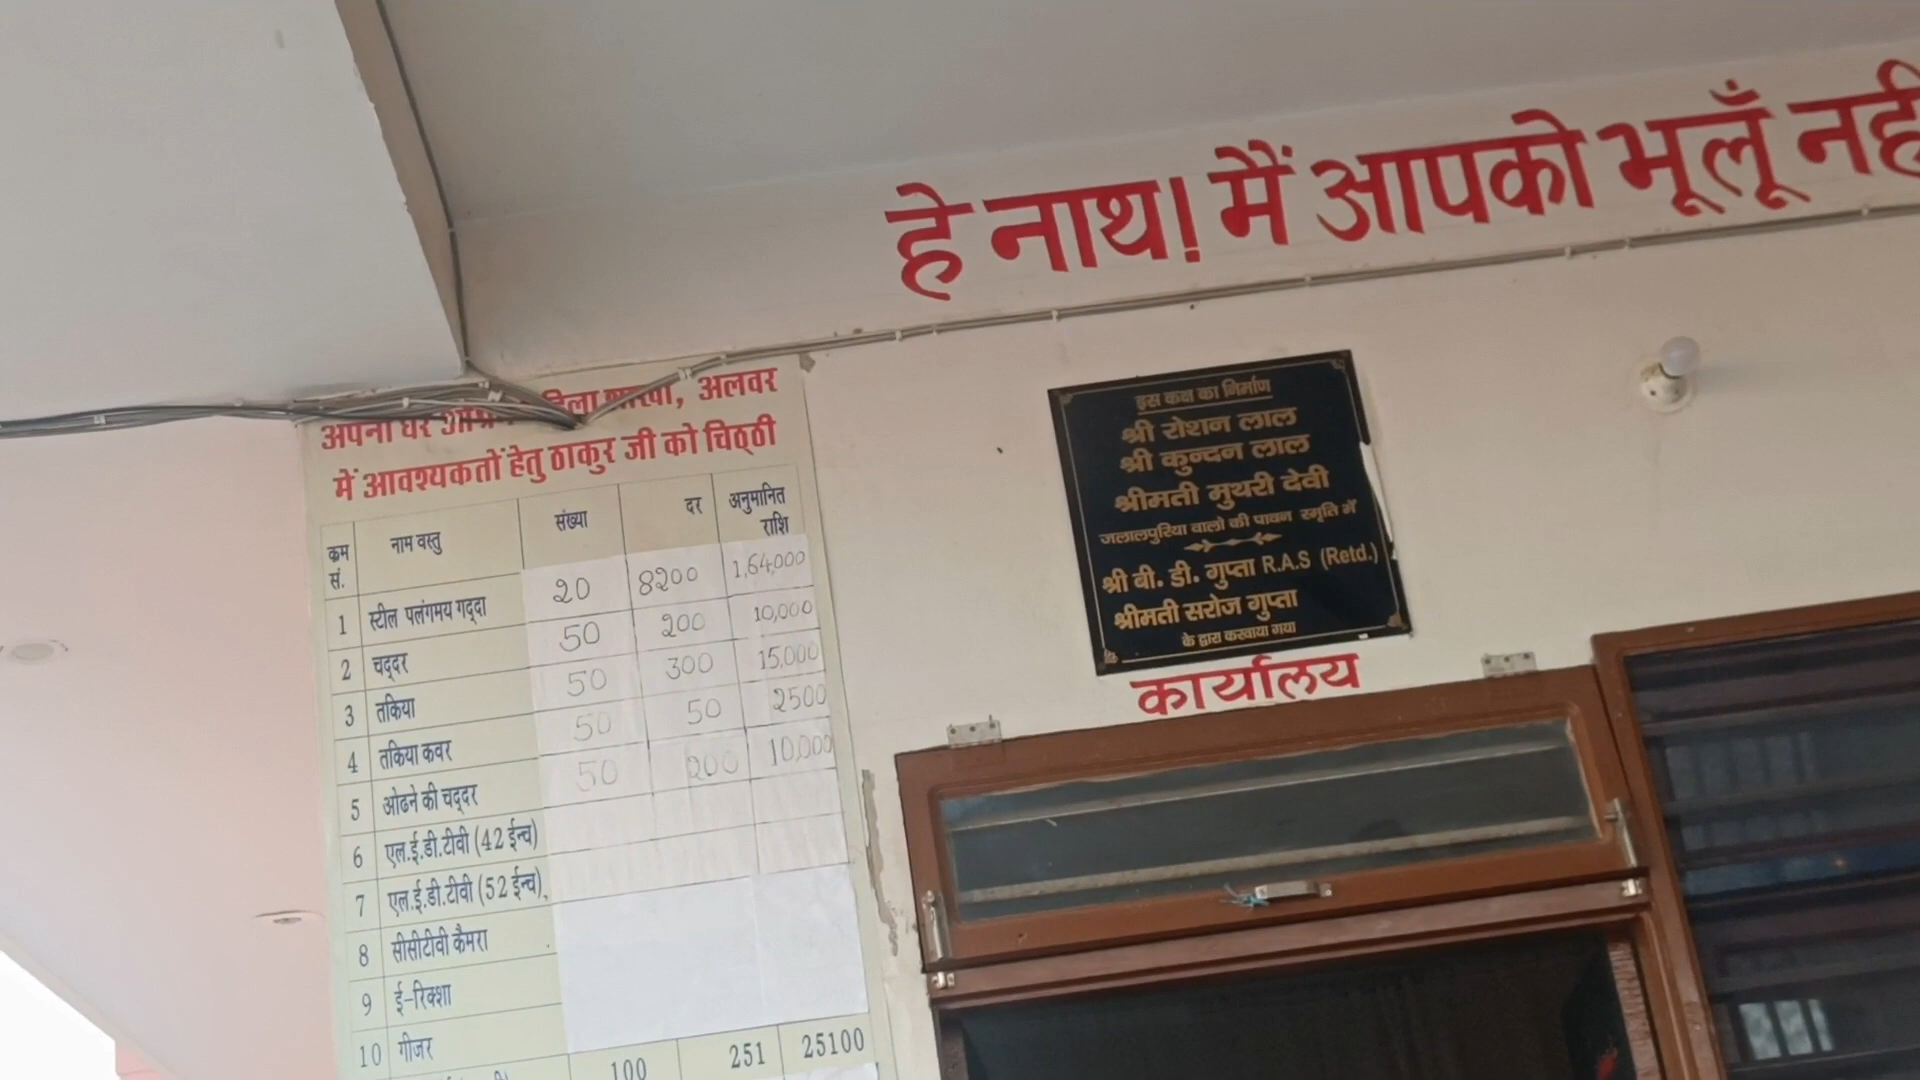 हे नाथ! मैं आपको भूलूँ नहीं
अपना घर आश्रम शाखा, अलवर
में आवश्यकतों हेतु ठाकुर जी को चिठ्ठी
क्रम सं. नाम वस्तु संख्या दर अनुमानित राशि
1 स्टील पलंगमय गद्दा 20 8200 1,64,000
2 चद्दर 50 200 10,000
3 तकिया 50 300 15,000
4 तकिया कवर 50 50 2500
5 ओढने की चद्दर 50 200 10,000
6 एल.ई.डी.टीवी (42 ईन्च)
7 एल.ई.डी.टीवी (52 ईन्च),
8 सीसीटीवी कैमरा
9 ई-रिक्शा
10 गीजर
100 251 25100
इस कक्ष का निर्माण
श्री रोशन लाल
श्री कुन्दन लाल
श्रीमती मुथरी देवी
जलालपुरिया वालो की पावन स्मृति में
श्री बी. डी. गुप्ता R.A.S (Retd.)
श्रीमती सरोज गुप्ता
के द्वारा करवाया गया
कार्यालय